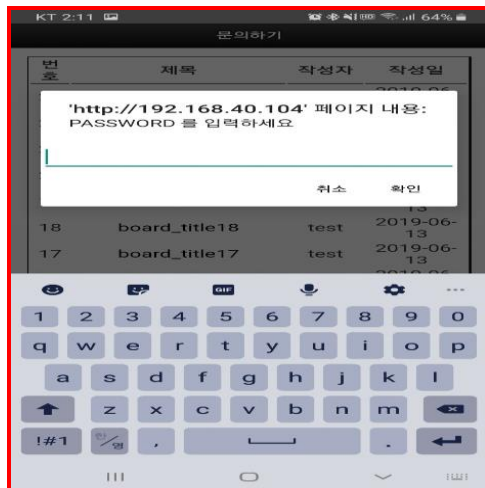 KT 2:11 64%
문의하기
번호 제목 작성자 작성일
'http://192.168.40.104' 페이지 내용:
PASSWORD 를 입력하세요
취소 확인
18 board_title18 test 2019-06-
13
17 board_title17 test 2019-06-
13
GIF
1 2 3 4 5 6 7 8 9 0
q w e r t y u i o p
a s d f g h j k l
z x c v b n m
!#1 한/영 , .